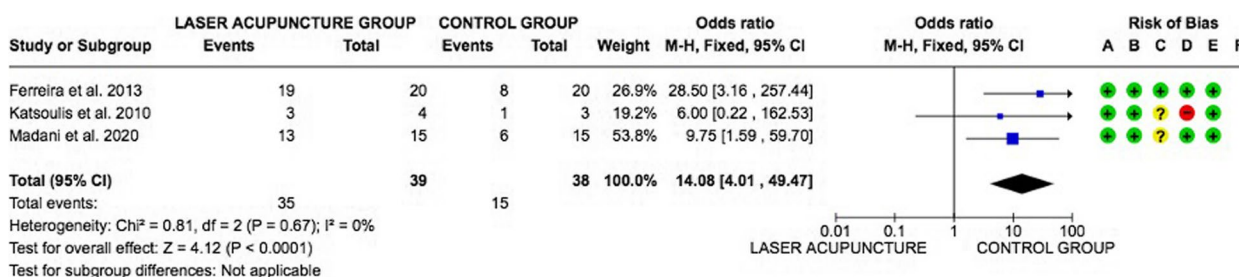 LASER ACUPUNCTURE GROUP CONTROL GROUP Odds ratio Odds ratio Risk of Bias
Study or Subgroup Events Total Events Total Weight M-H, Fixed, 95% CI M-H, Fixed, 95% CI A B C D E F
Ferreira et al. 2013 19 20 8 20 26.9% 28.50 [3.16 , 257.44] + + + + +
Katsoulis et al. 2010 3 4 1 3 19.2% 6.00 [0.22 , 162.53] + + ? - +
Madani et al. 2020 13 15 6 15 53.8% 9.75 [1.59 , 59.70] + + ? + +
Total (95% CI) 39 38 100.0% 14.08 [4.01 , 49.47]
Total events: 35 15
Heterogeneity: Chi² = 0.81, df = 2 (P = 0.67); I² = 0%
Test for overall effect: Z = 4.12 (P < 0.0001)
Test for subgroup differences: Not applicable
0.01 0.1 1 10 100
LASER ACUPUNCTURE CONTROL GROUP